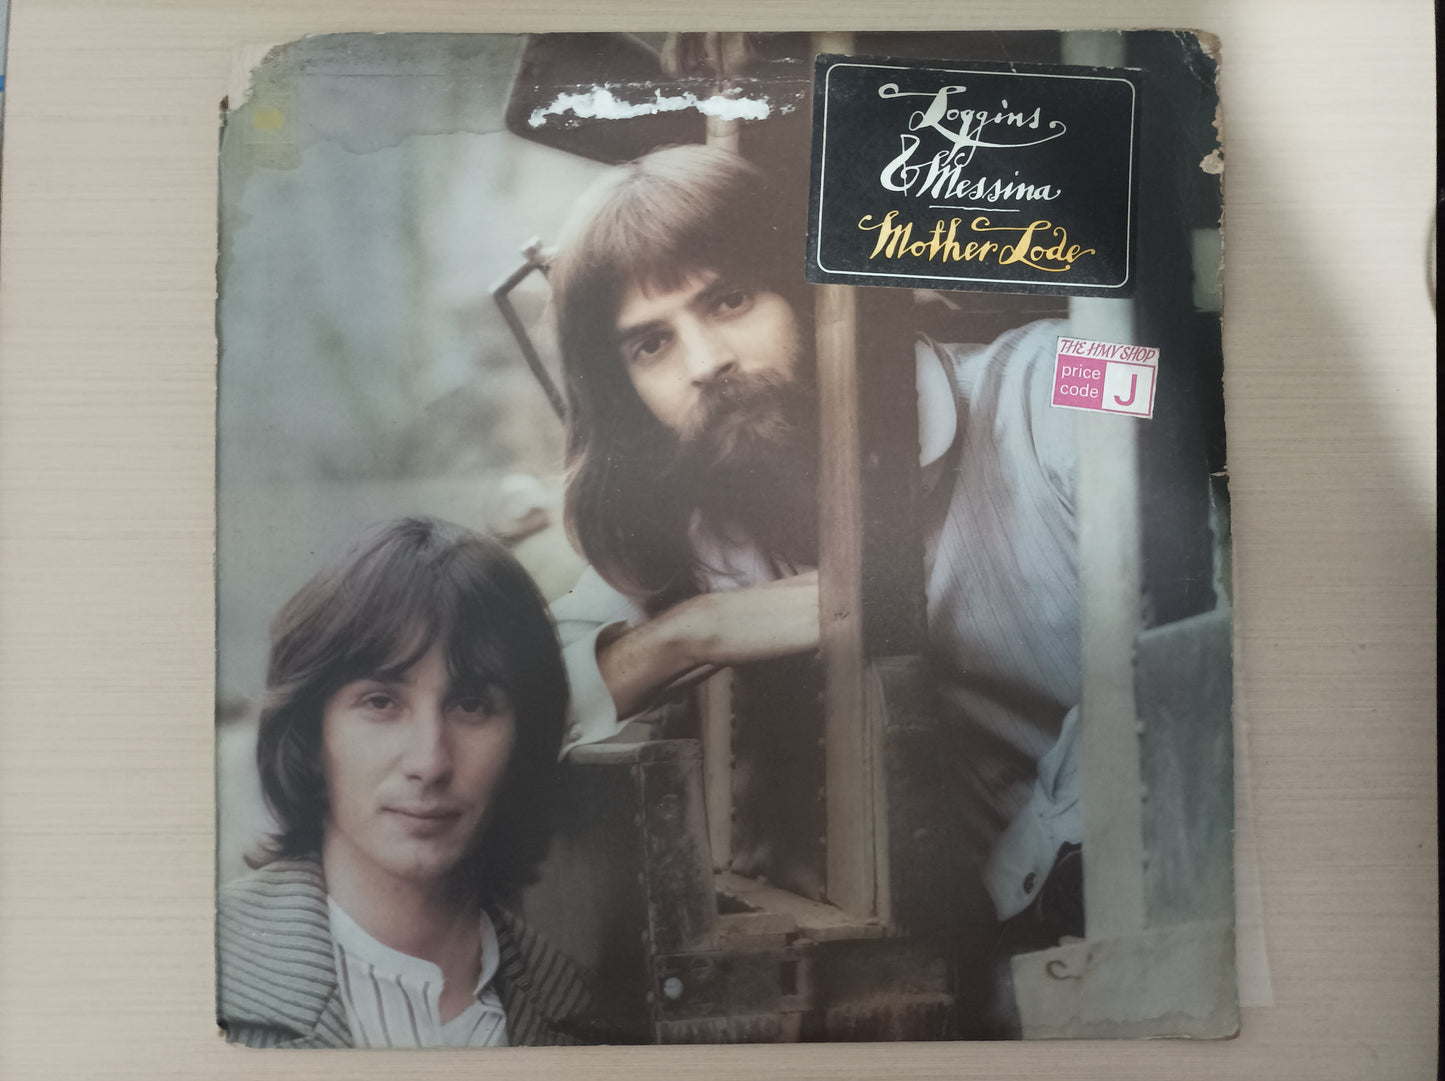 Loggins
& Messina
Mother Lode
THE HMV SHOP
price
code
J